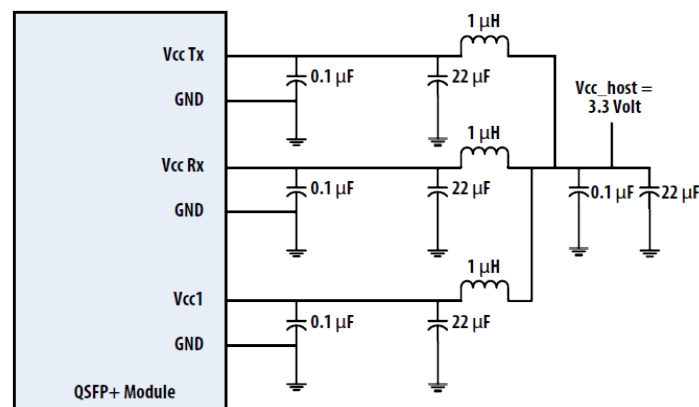 1 µH
Vcc Tx
0.1 µF
22 µF
GND
Vcc_host =
3.3 Volt
1 µH
Vcc Rx
0.1 µF
22 µF
0.1 µF
22 µF
GND
1 µH
Vcc1
0.1 µF
22 µF
GND
QSFP+ Module